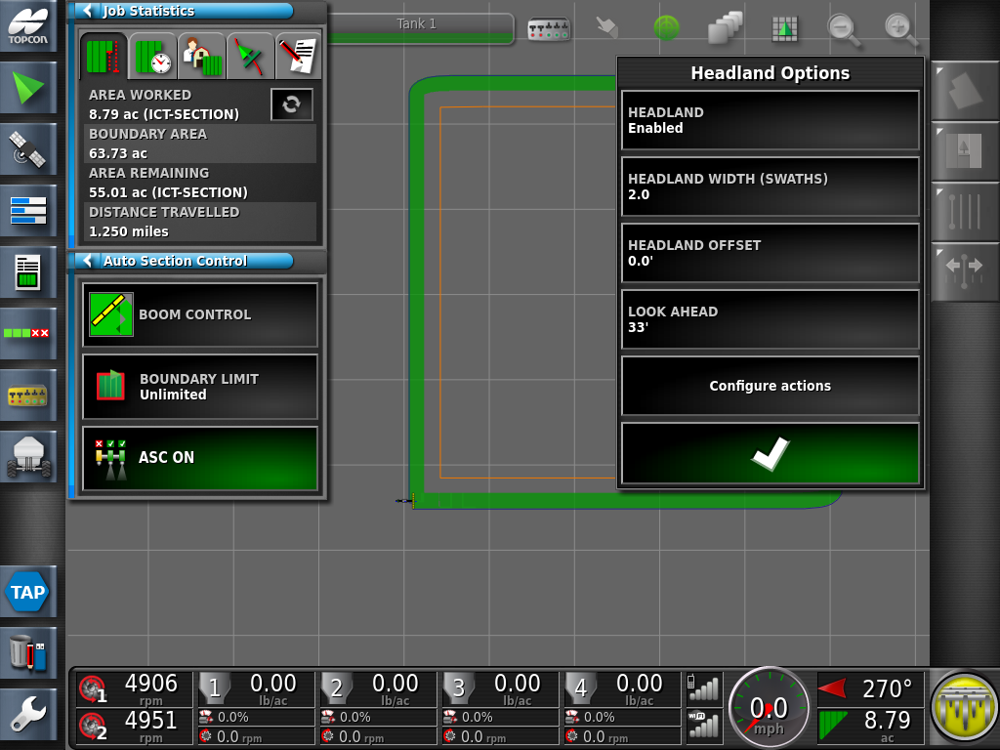 TOPCON
Job Statistics
AREA WORKED
8.79 ac (ICT-SECTION)
BOUNDARY AREA
63.73 ac
AREA REMAINING
55.01 ac (ICT-SECTION)
DISTANCE TRAVELLED
1.250 miles
Auto Section Control
BOOM CONTROL
BOUNDARY LIMIT
Unlimited
ASC ON
Tank 1
Headland Options
HEADLAND
Enabled
HEADLAND WIDTH (SWATHS)
2.0
HEADLAND OFFSET
0.0'
LOOK AHEAD
33'
Configure actions
TAP
1 4906
rpm
2 4951
rpm
1 0.00
lb/ac
0.0%
0.0 rpm
2 0.00
lb/ac
0.0%
0.0 rpm
3 0.00
lb/ac
0.0%
0.0 rpm
4 0.00
lb/ac
0.0%
0.0 rpm
WiFi
0.0
mph
270°
8.79
ac